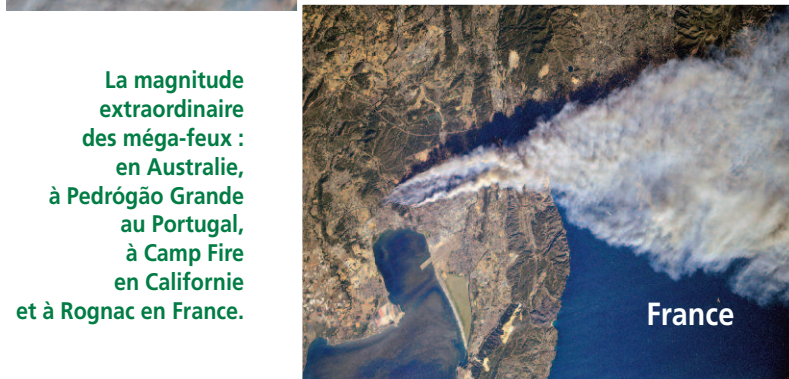 La magnitude
extraordinaire
des méga-feux :
en Australie,
à Pedrógão Grande
au Portugal,
à Camp Fire
en Californie
et à Rognac en France.
France